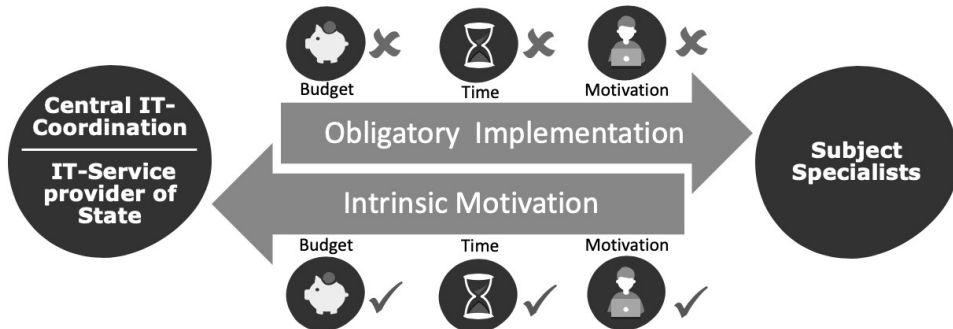 Budget
Time
Motivation
Central IT-
Coordination
IT-Service
provider of
State
Obligatory Implementation
Intrinsic Motivation
Subject
Specialists
Budget
Time
Motivation